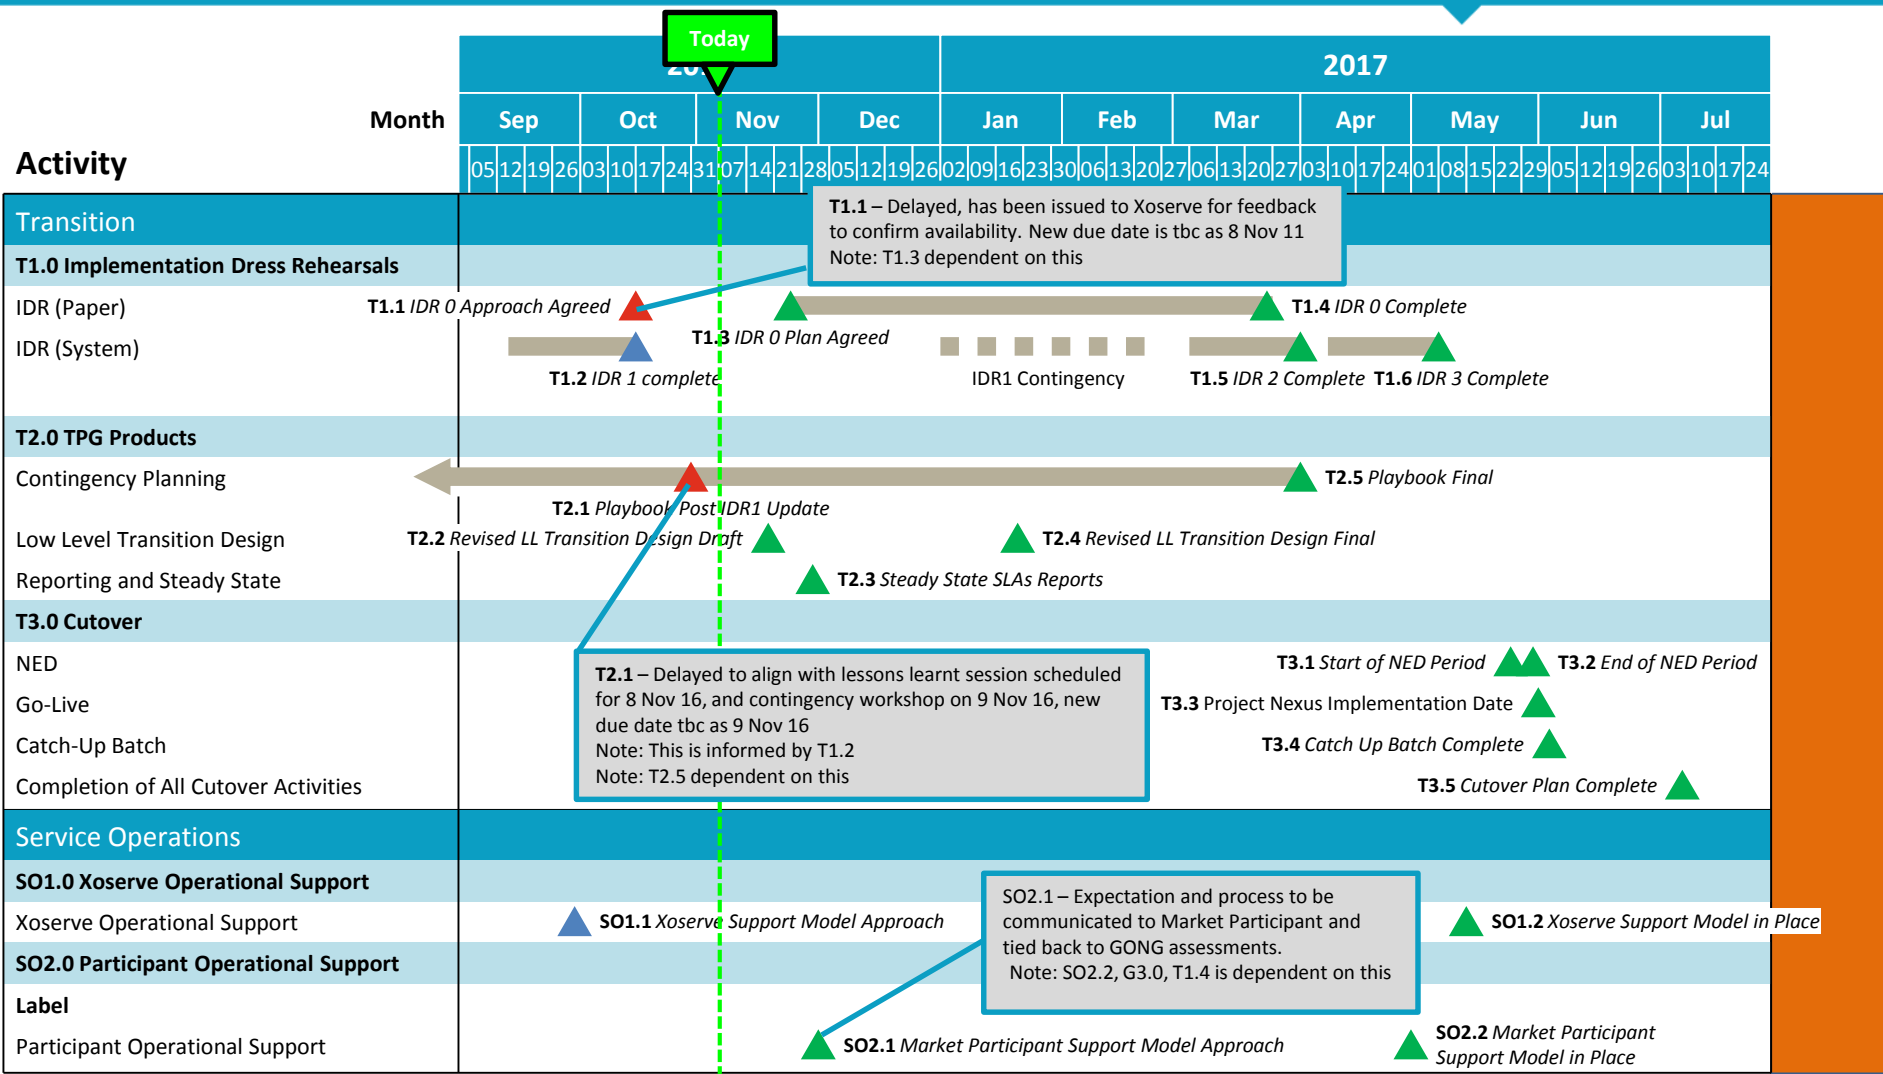 Today
2017
Month
Sep Oct Nov Dec Jan Feb Mar Apr May Jun Jul
Activity
05 12 19 26 03 10 17 24 31 07 14 21 28 05 12 19 26 02 09 16 23 30 06 13 20 27 06 13 20 27 03 10 17 24 01 08 15 22 29 05 12 19 26 03 10 17 24
Transition
T1.1 – Delayed, has been issued to Xoserve for feedback
to confirm availability. New due date is tbc as 8 Nov 11
Note: T1.3 dependent on this
T1.0 Implementation Dress Rehearsals
IDR (Paper)
T1.1 IDR 0 Approach Agreed
T1.4 IDR 0 Complete
T1.3 IDR 0 Plan Agreed
IDR (System)
T1.2 IDR 1 complete
IDR1 Contingency
T1.5 IDR 2 Complete
T1.6 IDR 3 Complete
T2.0 TPG Products
Contingency Planning
T2.5 Playbook Final
T2.1 Playbook Post IDR1 Update
Low Level Transition Design
T2.2 Revised LL Transition Design Draft
T2.4 Revised LL Transition Design Final
Reporting and Steady State
T2.3 Steady State SLAs Reports
T3.0 Cutover
NED
T3.1 Start of NED Period
T3.2 End of NED Period
T2.1 – Delayed to align with lessons learnt session scheduled
for 8 Nov 16, and contingency workshop on 9 Nov 16, new
due date tbc as 9 Nov 16
Note: This is informed by T1.2
Note: T2.5 dependent on this
Go-Live
T3.3 Project Nexus Implementation Date
Catch-Up Batch
T3.4 Catch Up Batch Complete
Completion of All Cutover Activities
T3.5 Cutover Plan Complete
Service Operations
SO1.0 Xoserve Operational Support
Xoserve Operational Support
SO1.1 Xoserve Support Model Approach
SO1.2 Xoserve Support Model in Place
SO2.1 – Expectation and process to be
communicated to Market Participant and
tied back to GONG assessments.
Note: SO2.2, G3.0, T1.4 is dependent on this
SO2.0 Participant Operational Support
Label
Participant Operational Support
SO2.1 Market Participant Support Model Approach
SO2.2 Market Participant
Support Model in Place